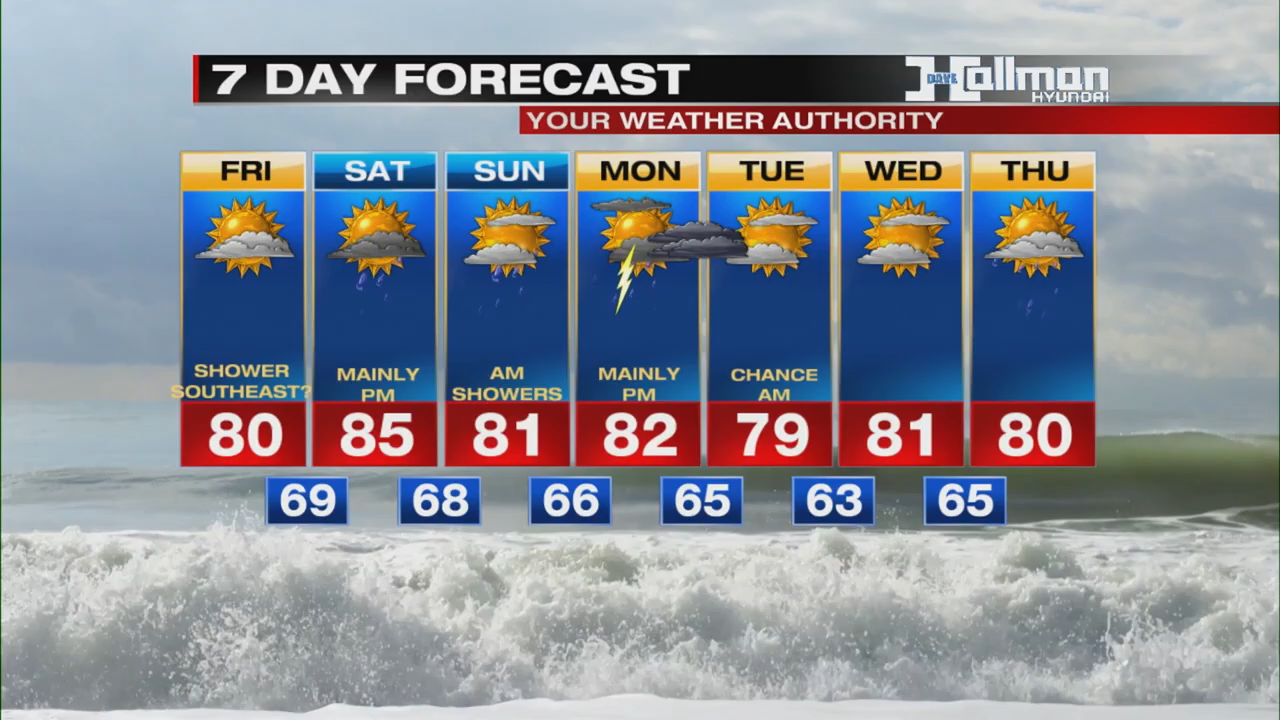 7 DAY FORECAST
DAVE Hallman
HYUNDAI
YOUR WEATHER AUTHORITY
FRI SAT SUN MON TUE WED THU
SHOWER SOUTHEAST?
MAINLY PM
AM SHOWERS
MAINLY PM
CHANCE AM
80 85 81 82 79 81 80
69 68 66 65 63 65